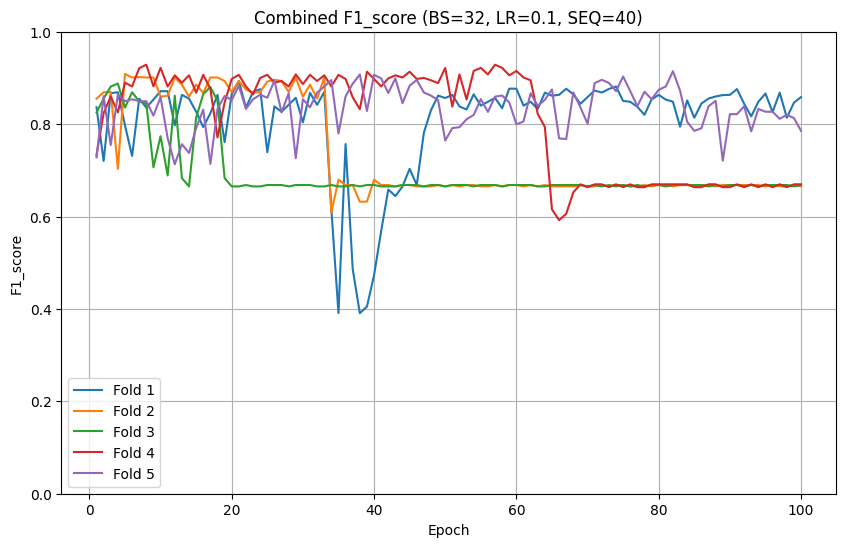 Combined F1_score (BS=32, LR=0.1, SEQ=40)
1.0
0.8
0.6
0.4
0.2
0.0
F1_score
Fold 1
Fold 2
Fold 3
Fold 4
Fold 5
0 20 40 60 80 100
Epoch